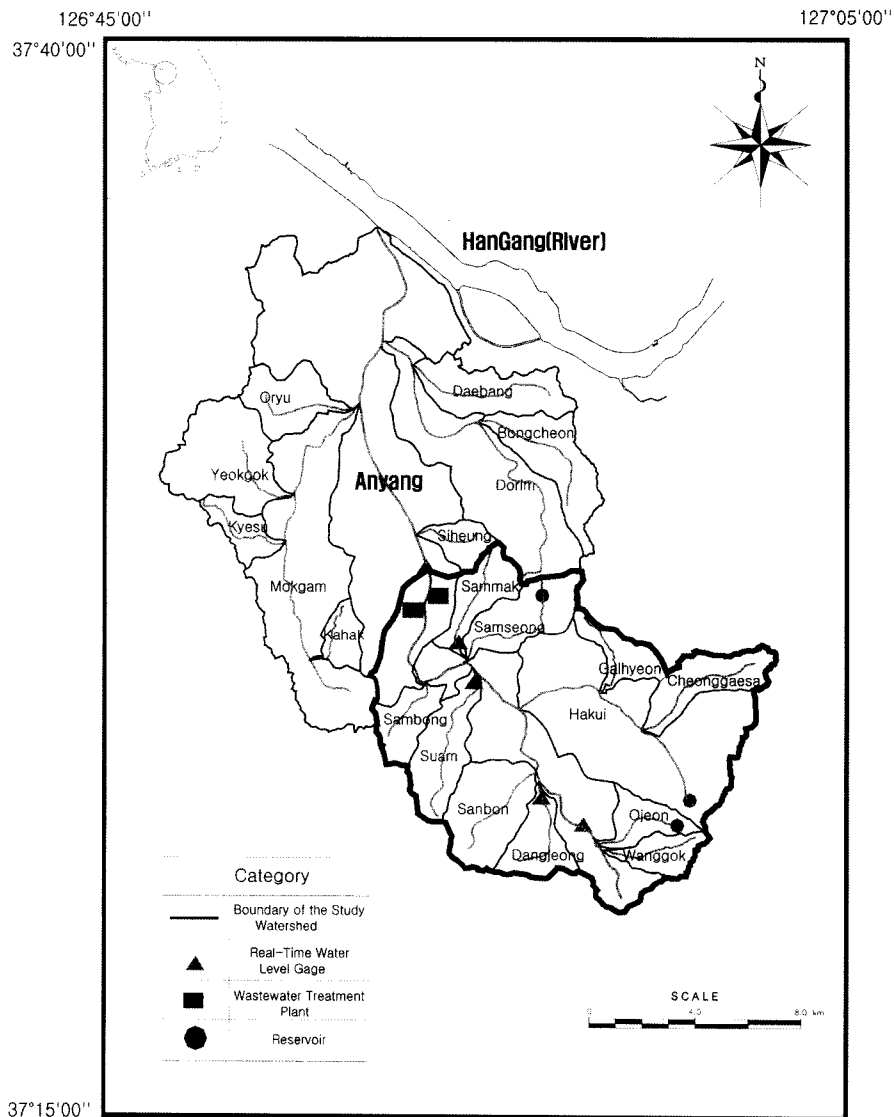 126°45'00''
127°05'00''
37°40'00''
N
HanGang(River)
Oryu
Daebang
Bongcheon
Yeokgok
Anyang
Dorim
Kyesu
Siheung
Mokgam
Sammak
Kahak
Samseong
Galhyeon
Cheonggaesa
Sambong
Hakui
Suam
Sanbon
Ojeon
Dangjeong
Wanggok
Category
Boundary of the Study
Watershed
Real-Time Water
Level Gage
Wastewater Treatment
Plant
Reservoir
SCALE
0 4.0 8.0 km
37°15'00''